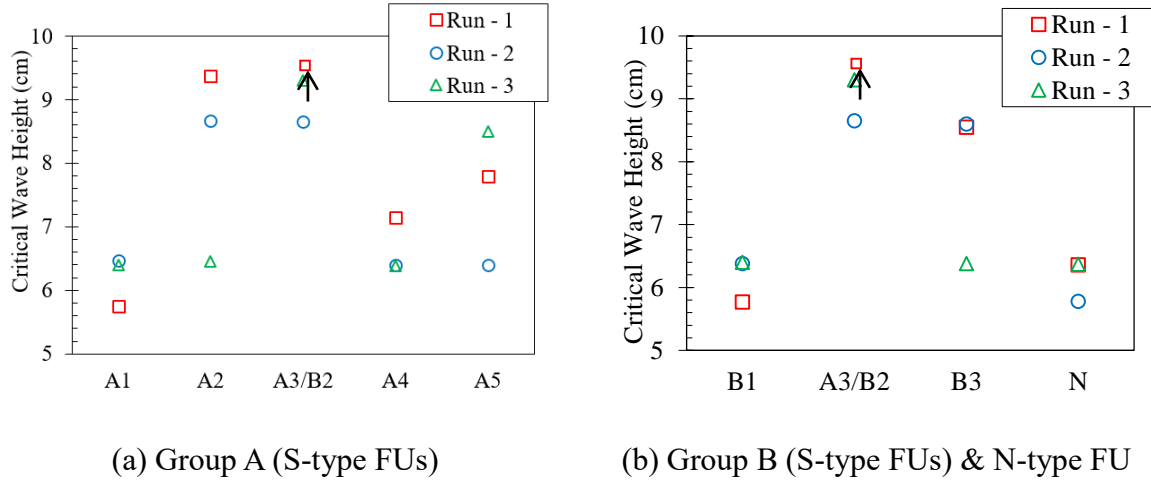 Run - 1
Run - 2
Run - 3
Critical Wave Height (cm)
10
9
8
7
6
5
A1 A2 A3/B2 A4 A5
(a) Group A (S-type FUs)
Run - 1
Run - 2
Run - 3
Critical Wave Height (cm)
10
9
8
7
6
5
B1 A3/B2 B3 N
(b) Group B (S-type FUs) & N-type FU